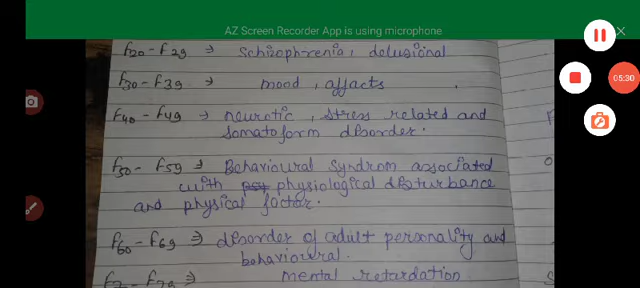 AZ Screen Recorder App is using microphone
05:30
F20 - F29 ⇒ Schizophrenia, delusional
F30 - F39 ⇒ mood, affacts
F40 - F49 ⇒ neurotic, stress related and
somatoform disorder.
F50 - F59 ⇒ Behavioural Syndrom associated
with physiological disturbance
and physical factor.
F60 - F69 ⇒ disorder of adult personality and
behavioural.
mental retardation